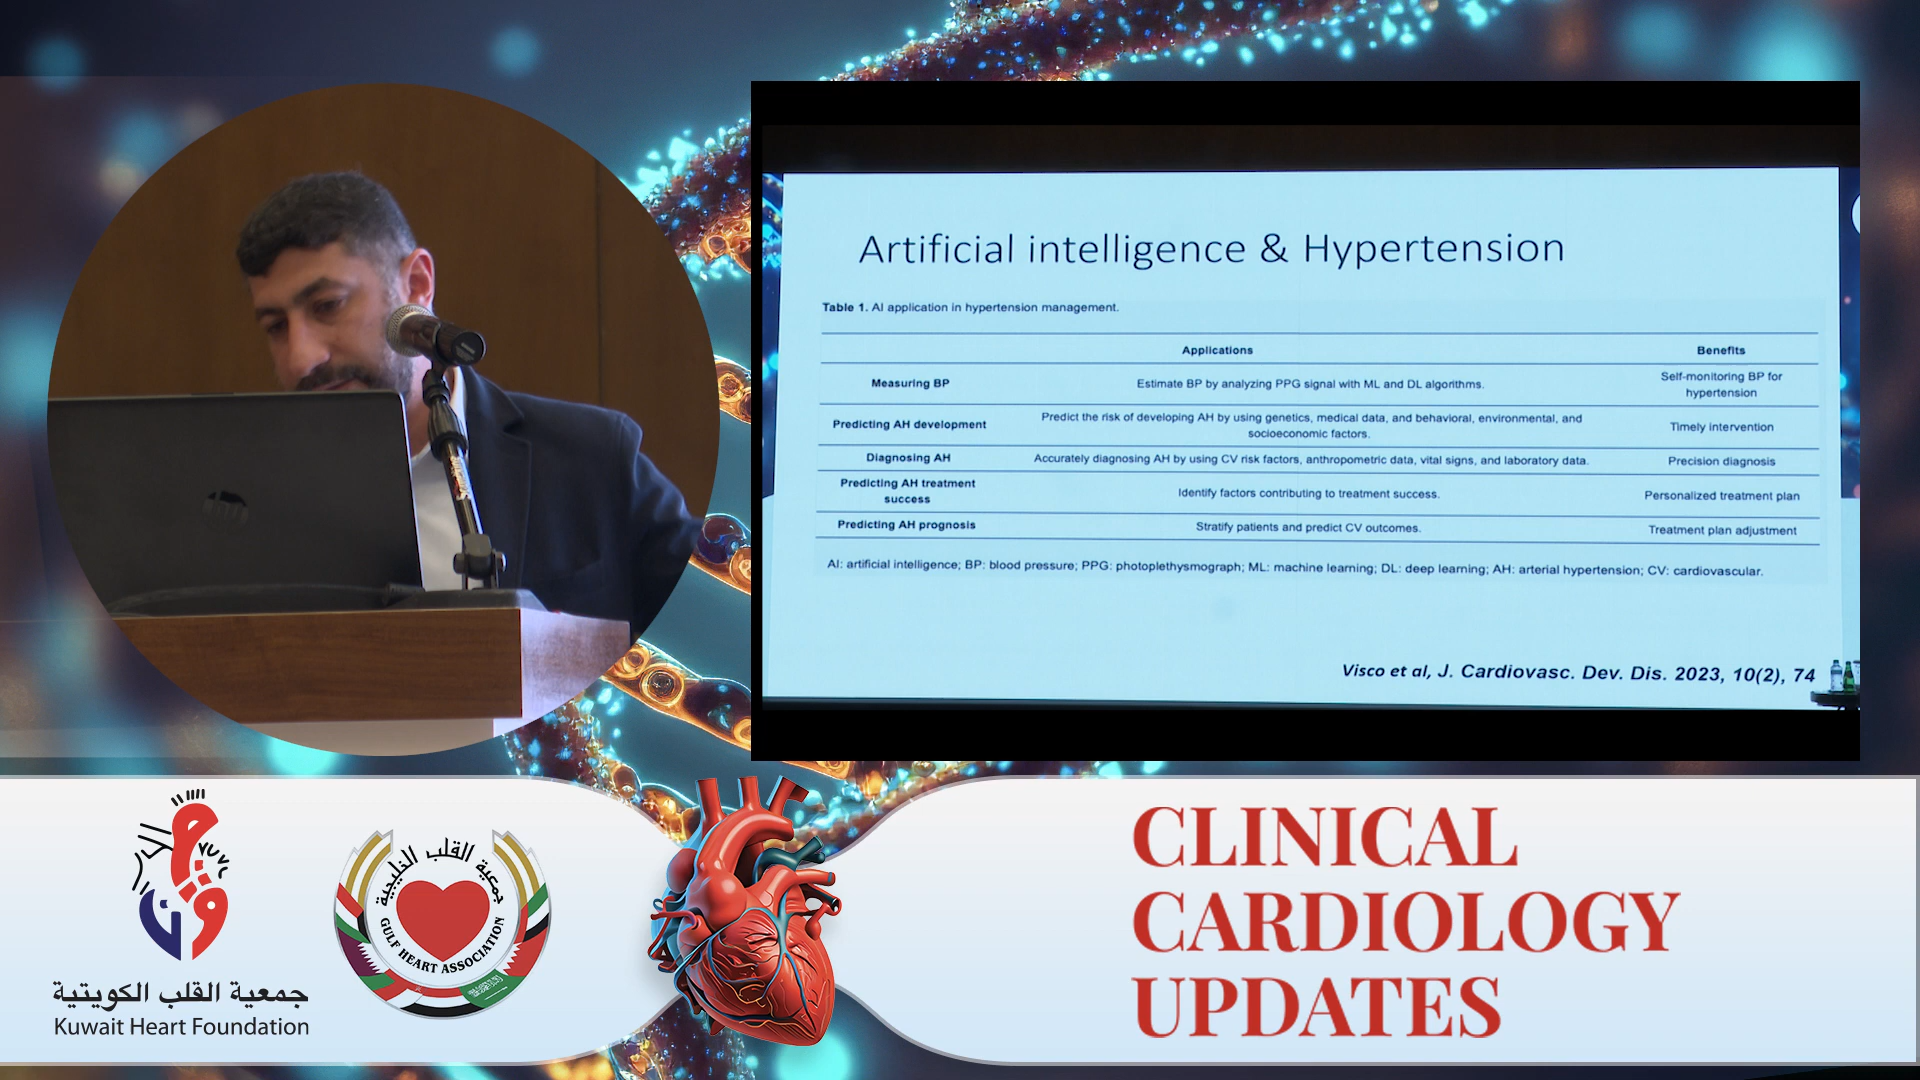 Artificial intelligence & Hypertension
Table 1. AI application in hypertension management.
Applications Benefits
Measuring BP Estimate BP by analyzing PPG signal with ML and DL algorithms. Self-monitoring BP for
hypertension
Predicting AH development Predict the risk of developing AH by using genetics, medical data, and behavioral, environmental, and
socioeconomic factors. Timely intervention
Diagnosing AH Accurately diagnosing AH by using CV risk factors, anthropometric data, vital signs, and laboratory data. Precision diagnosis
Predicting AH treatment
success Identify factors contributing to treatment success. Personalized treatment plan
Predicting AH prognosis Stratify patients and predict CV outcomes. Treatment plan adjustment
AI: artificial intelligence; BP: blood pressure; PPG: photoplethysmograph; ML: machine learning; DL: deep learning; AH: arterial hypertension; CV: cardiovascular.
Visco et al, J. Cardiovasc. Dev. Dis. 2023, 10(2), 74
hp
جمعية القلب الكويتية
Kuwait Heart Foundation
جمعية القلب الخليجية
GULF HEART ASSOCIATION
CLINICAL
CARDIOLOGY
UPDATES